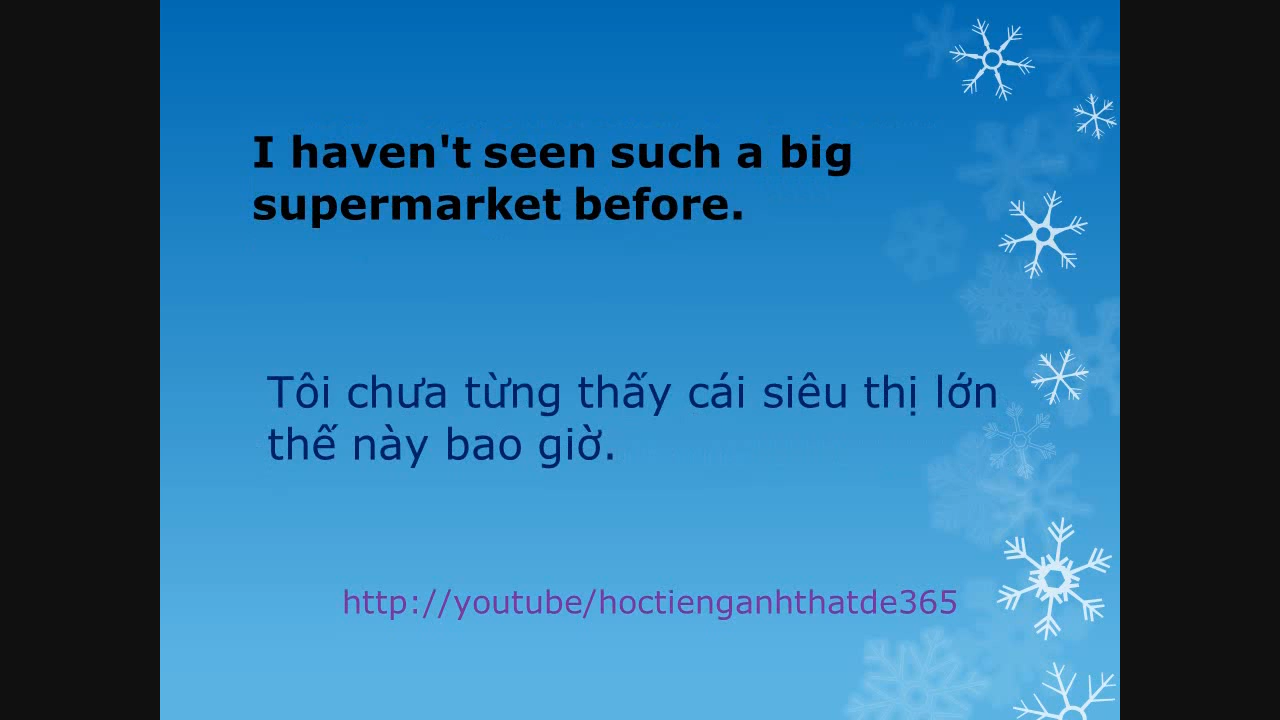 I haven't seen such a big
supermarket before.
Tôi chưa từng thấy cái siêu thị lớn
thế này bao giờ.
http://youtube/hoctienganhthatde365